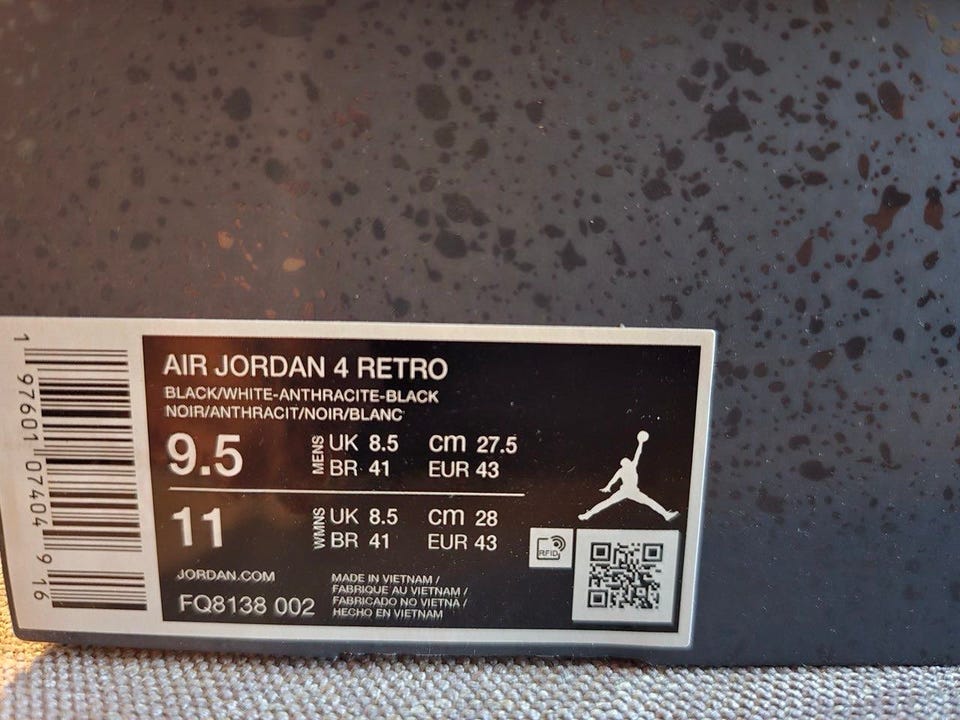 AIR JORDAN 4 RETRO
BLACK/WHITE-ANTHRACITE-BLACK
NOIR/ANTHRACIT/NOIR/BLANC
9.5 MENS UK 8.5 cm 27.5
BR 41 EUR 43
11 WMNS UK 8.5 cm 28
BR 41 EUR 43
RFID
JORDAN.COM
FQ8138 002
MADE IN VIETNAM /
FABRIQUE AU VIETNAM /
FABRICADO NO VIETNA /
HECHO EN VIETNAM
1 97601 07404 9 16